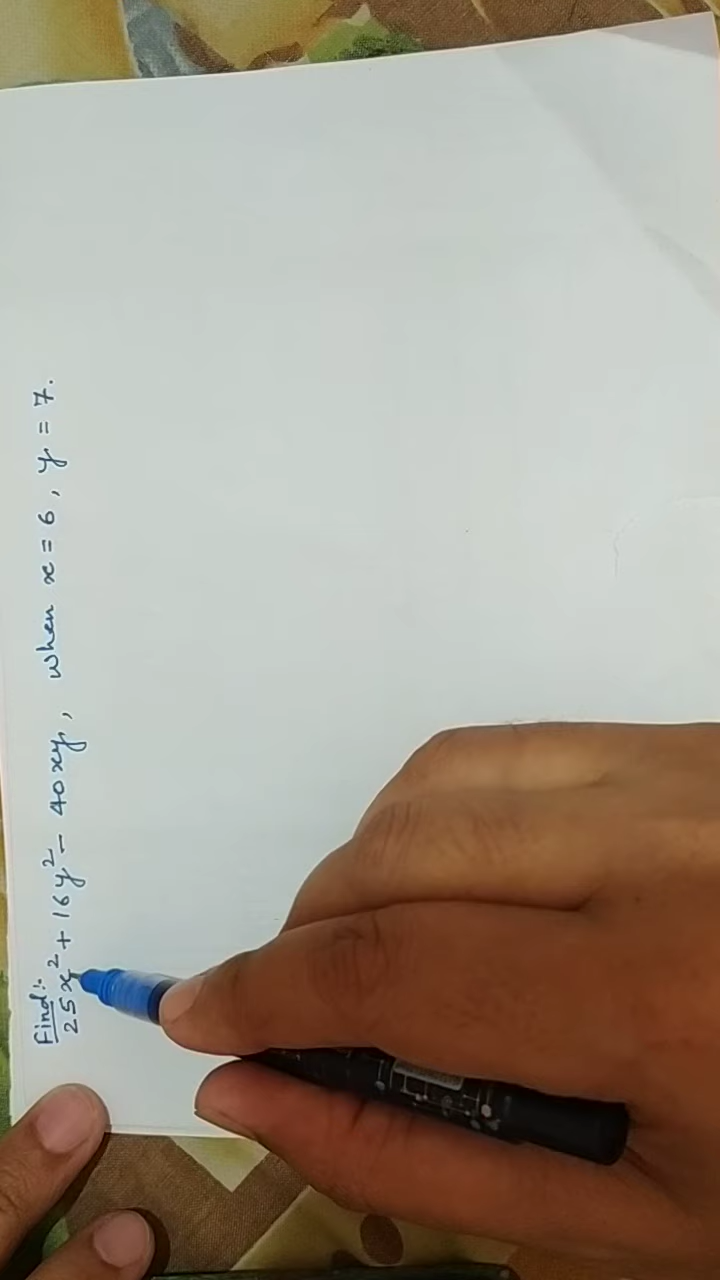 Find:-
25x² + 16y² - 40xy, when x = 6, y = 7.